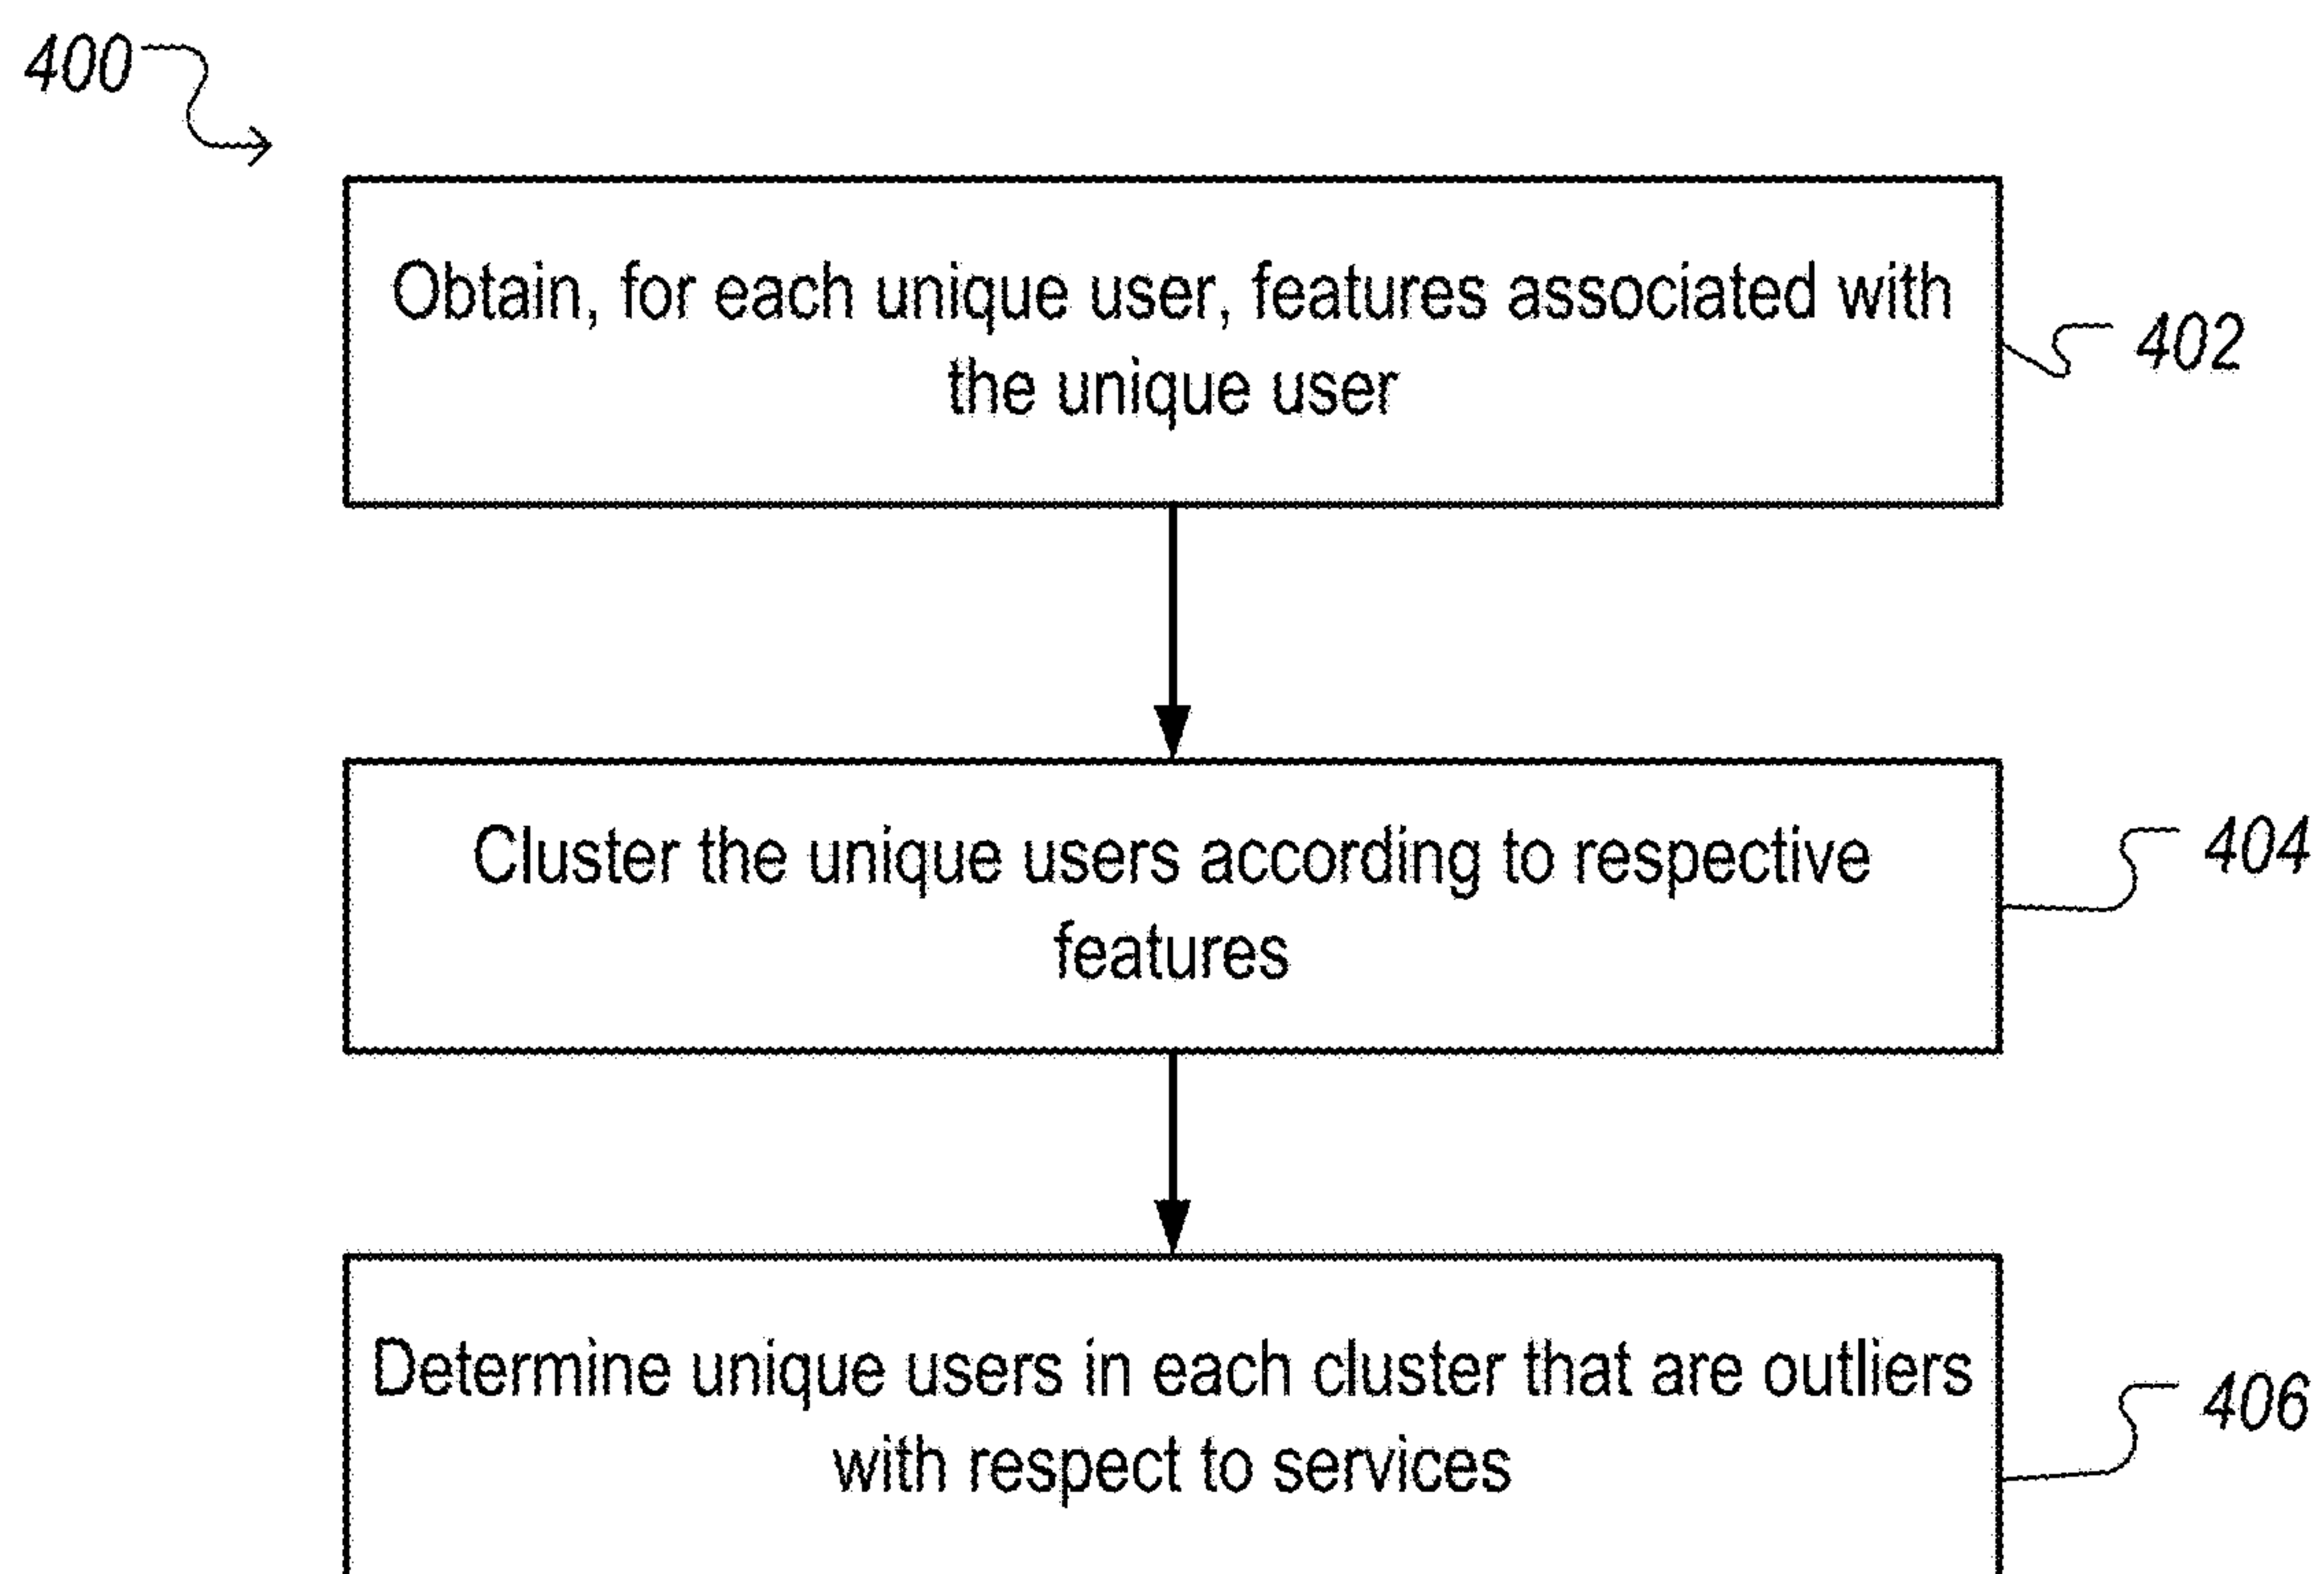 400
Obtain, for each unique user, features associated with
the unique user
402
Cluster the unique users according to respective
features
404
Determine unique users in each cluster that are outliers
with respect to services
406